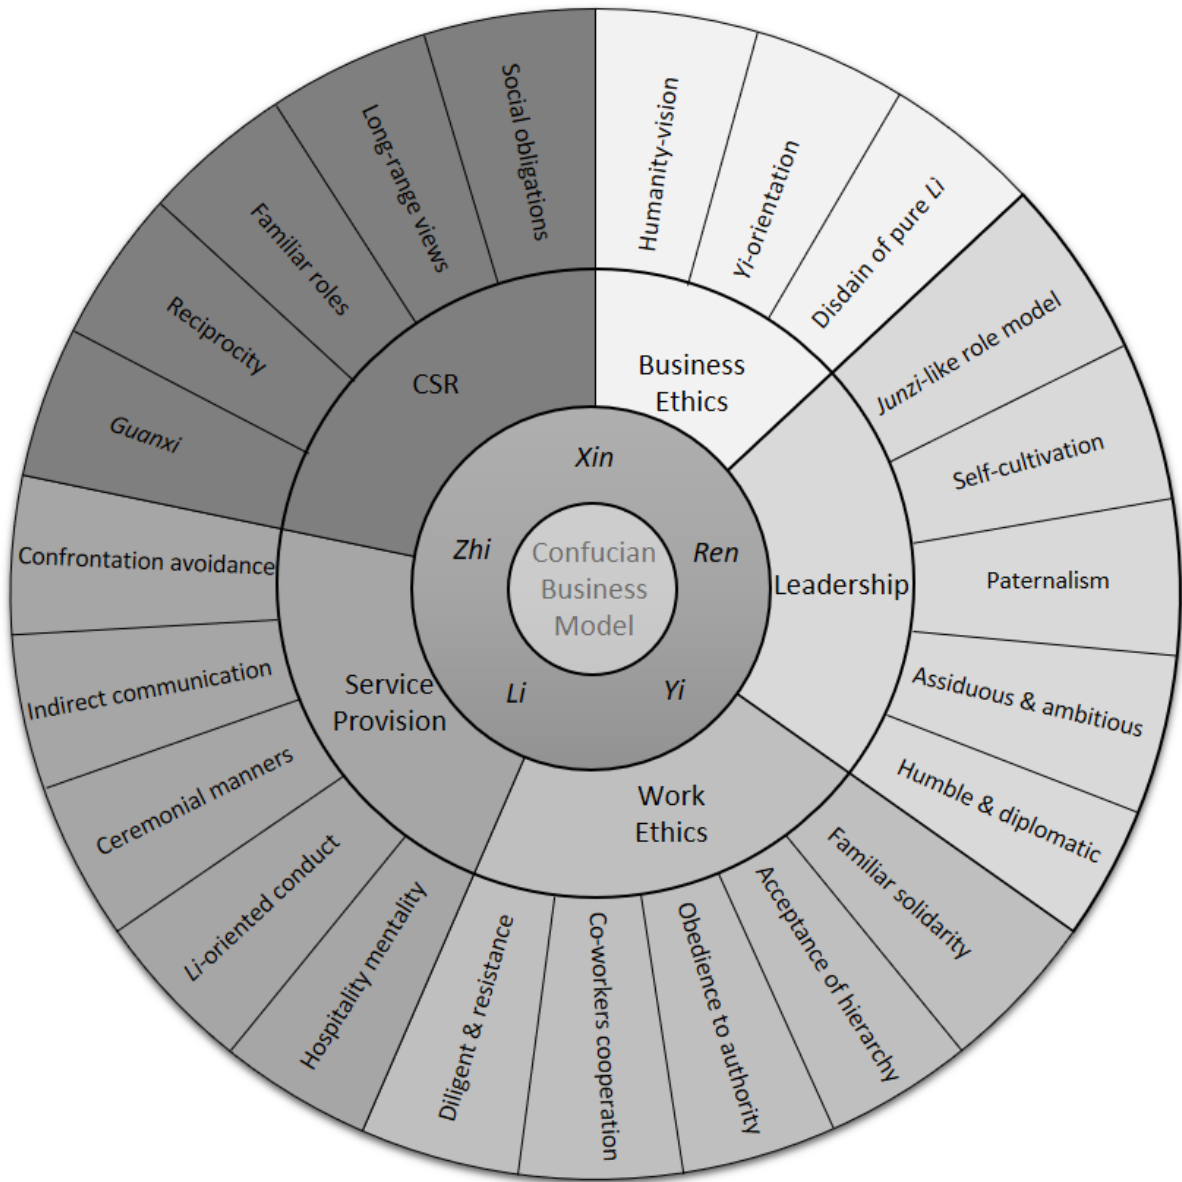 Confucian
Business
Model
Xin
Ren
Yi
Li
Zhi
Business
Ethics
Humanity-vision
Yi-orientation
Disdain of pure Lì
Leadership
Junzi-like role model
Self-cultivation
Paternalism
Assiduous & ambitious
Humble & diplomatic
Work
Ethics
Familiar solidarity
Acceptance of hierarchy
Obedience to authority
Co-workers cooperation
Diligent & resistance
Service
Provision
Hospitality mentality
Li-oriented conduct
Ceremonial manners
Indirect communication
Confrontation avoidance
CSR
Guanxi
Reciprocity
Familiar roles
Long-range views
Social obligations